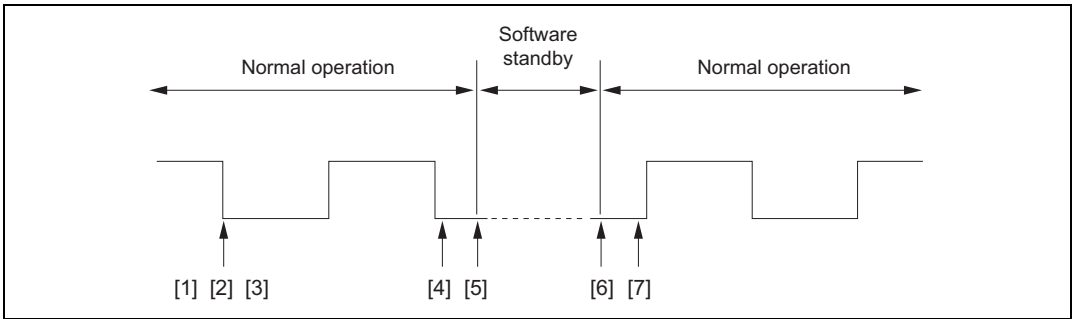 Software
standby
Normal operation
Normal operation
[1] [2] [3]
[4] [5]
[6] [7]